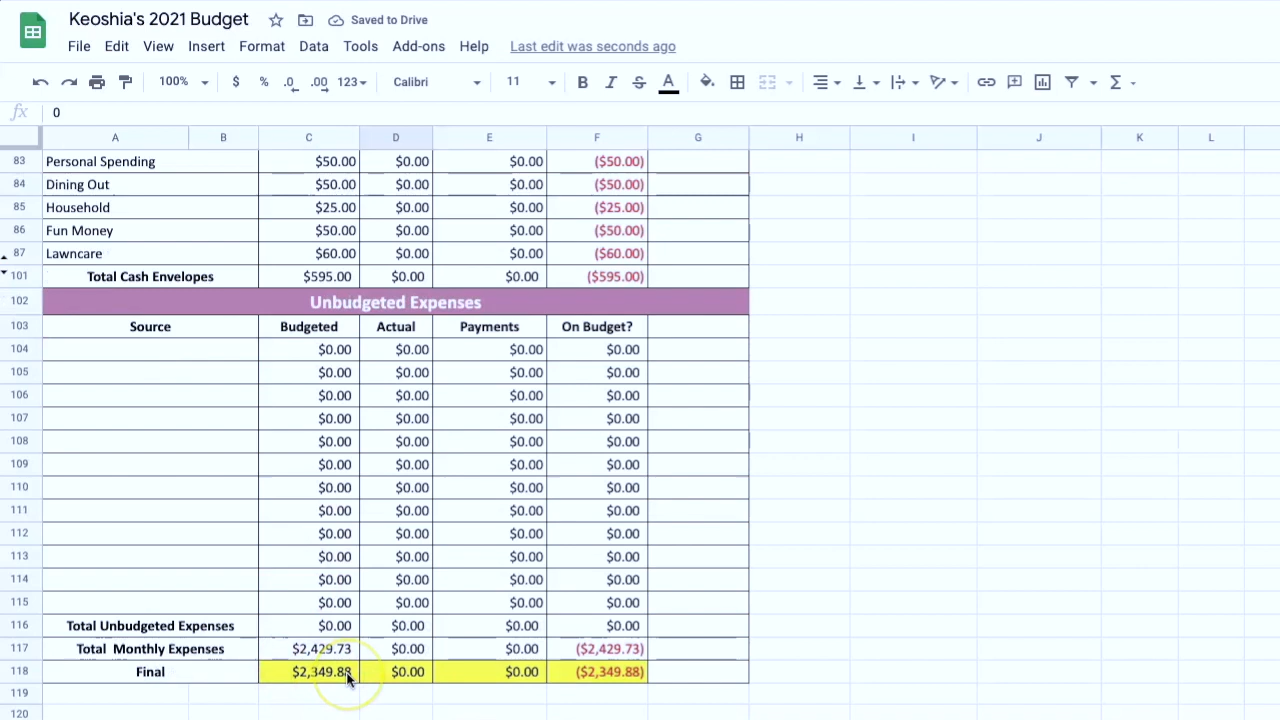 Keoshia's 2021 Budget Saved to Drive
File Edit View Insert Format Data Tools Add-ons Help Last edit was seconds ago
100% $ % .0 .00 123 Calibri 11 B I S A Σ
fx 0
A B C D E F G H I J K L
83 Personal Spending $50.00 $0.00 $0.00 ($50.00)
84 Dining Out $50.00 $0.00 $0.00 ($50.00)
85 Household $25.00 $0.00 $0.00 ($25.00)
86 Fun Money $50.00 $0.00 $0.00 ($50.00)
87 Lawncare $60.00 $0.00 $0.00 ($60.00)
101 Total Cash Envelopes $595.00 $0.00 $0.00 ($595.00)
102 Unbudgeted Expenses
103 Source Budgeted Actual Payments On Budget?
104 $0.00 $0.00 $0.00 $0.00
105 $0.00 $0.00 $0.00 $0.00
106 $0.00 $0.00 $0.00 $0.00
107 $0.00 $0.00 $0.00 $0.00
108 $0.00 $0.00 $0.00 $0.00
109 $0.00 $0.00 $0.00 $0.00
110 $0.00 $0.00 $0.00 $0.00
111 $0.00 $0.00 $0.00 $0.00
112 $0.00 $0.00 $0.00 $0.00
113 $0.00 $0.00 $0.00 $0.00
114 $0.00 $0.00 $0.00 $0.00
115 $0.00 $0.00 $0.00 $0.00
116 Total Unbudgeted Expenses $0.00 $0.00 $0.00 $0.00
117 Total Monthly Expenses $2,429.73 $0.00 $0.00 ($2,429.73)
118 Final $2,349.88 $0.00 $0.00 ($2,349.88)
119
120